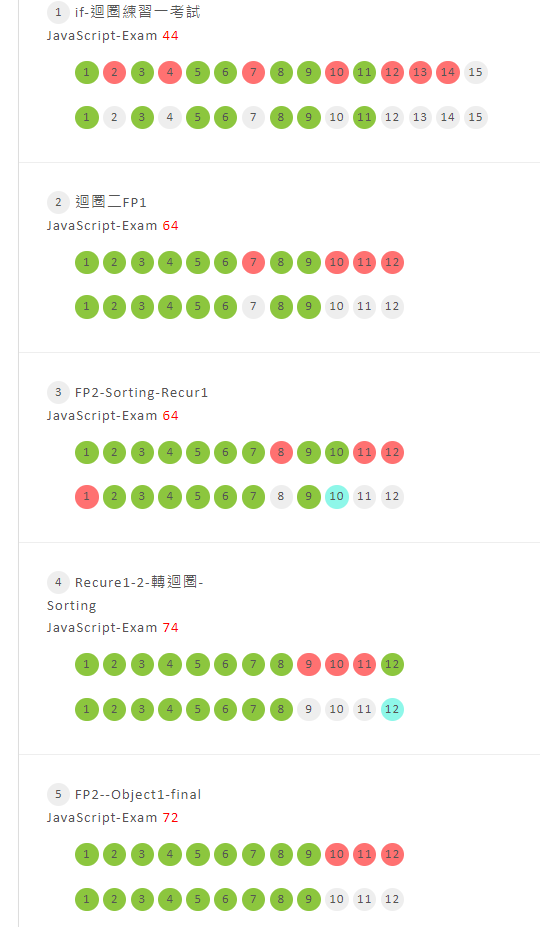 1 if-迴圈練習一考試
JavaScript-Exam 44
1 2 3 4 5 6 7 8 9 10 11 12 13 14 15
1 2 3 4 5 6 7 8 9 10 11 12 13 14 15
2 迴圈二FP1
JavaScript-Exam 64
1 2 3 4 5 6 7 8 9 10 11 12
1 2 3 4 5 6 7 8 9 10 11 12
3 FP2-Sorting-Recur1
JavaScript-Exam 64
1 2 3 4 5 6 7 8 9 10 11 12
1 2 3 4 5 6 7 8 9 10 11 12
4 Recure1-2-轉迴圈-
Sorting
JavaScript-Exam 74
1 2 3 4 5 6 7 8 9 10 11 12
1 2 3 4 5 6 7 8 9 10 11 12
5 FP2--Object1-final
JavaScript-Exam 72
1 2 3 4 5 6 7 8 9 10 11 12
1 2 3 4 5 6 7 8 9 10 11 12